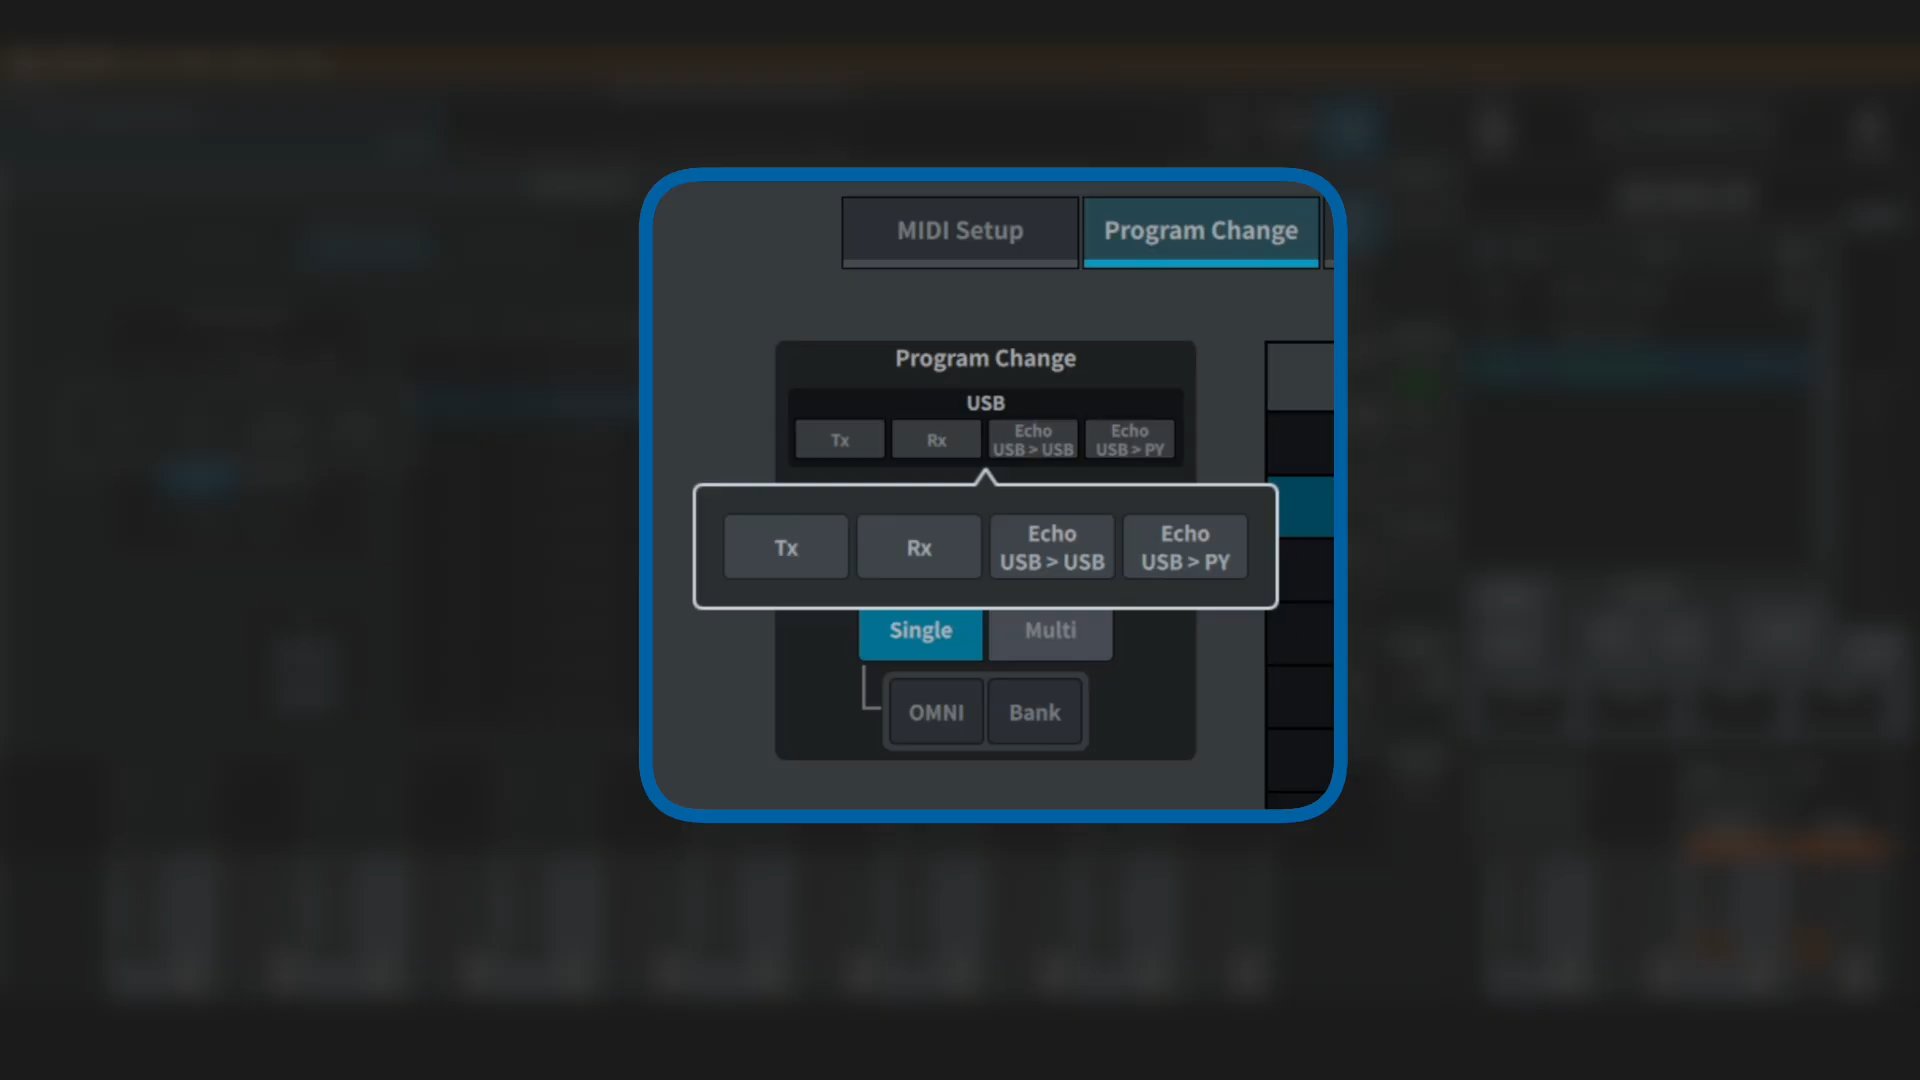 MIDI Setup
Program Change
Program Change
USB
Tx
Rx
Echo
USB > USB
Echo
USB > PY
Tx
Rx
Echo
USB > USB
Echo
USB > PY
Single
Multi
OMNI
Bank